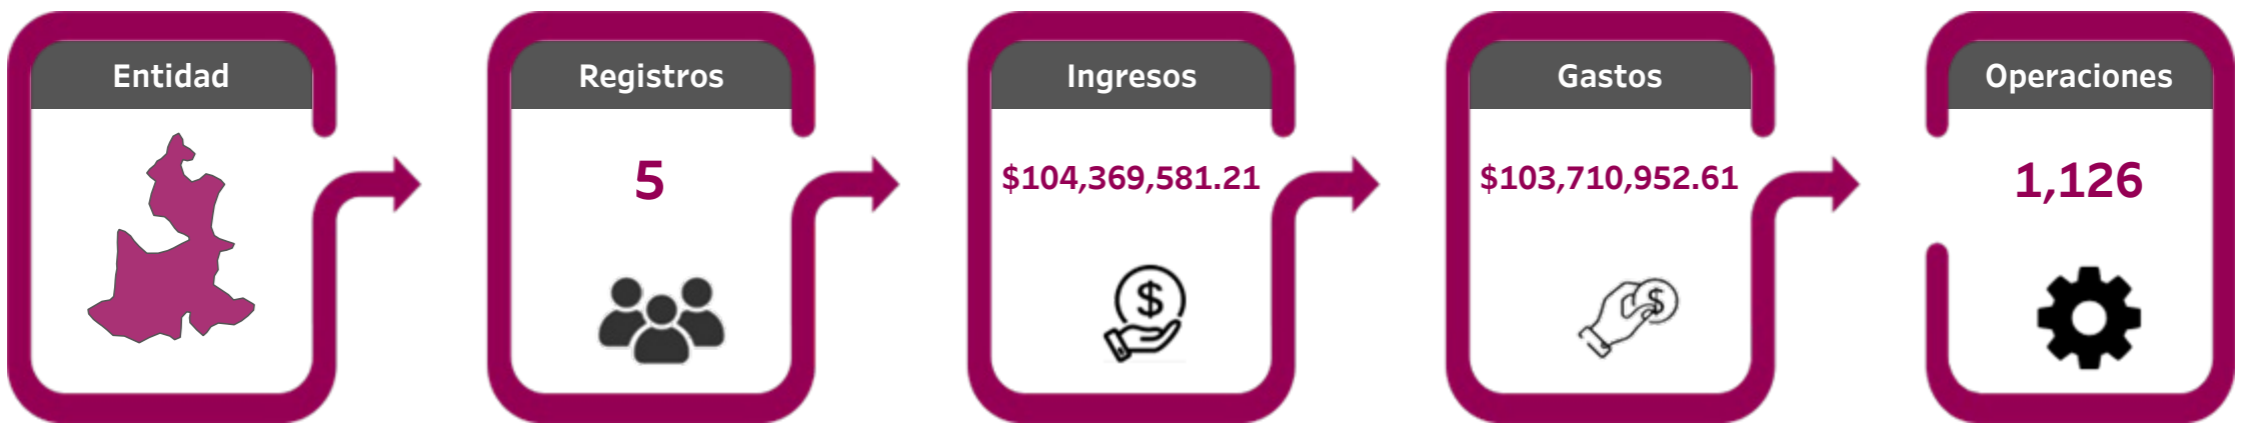 Entidad
Registros
5
Ingresos
$104,369,581.21
$
Gastos
$103,710,952.61
$
Operaciones
1,126